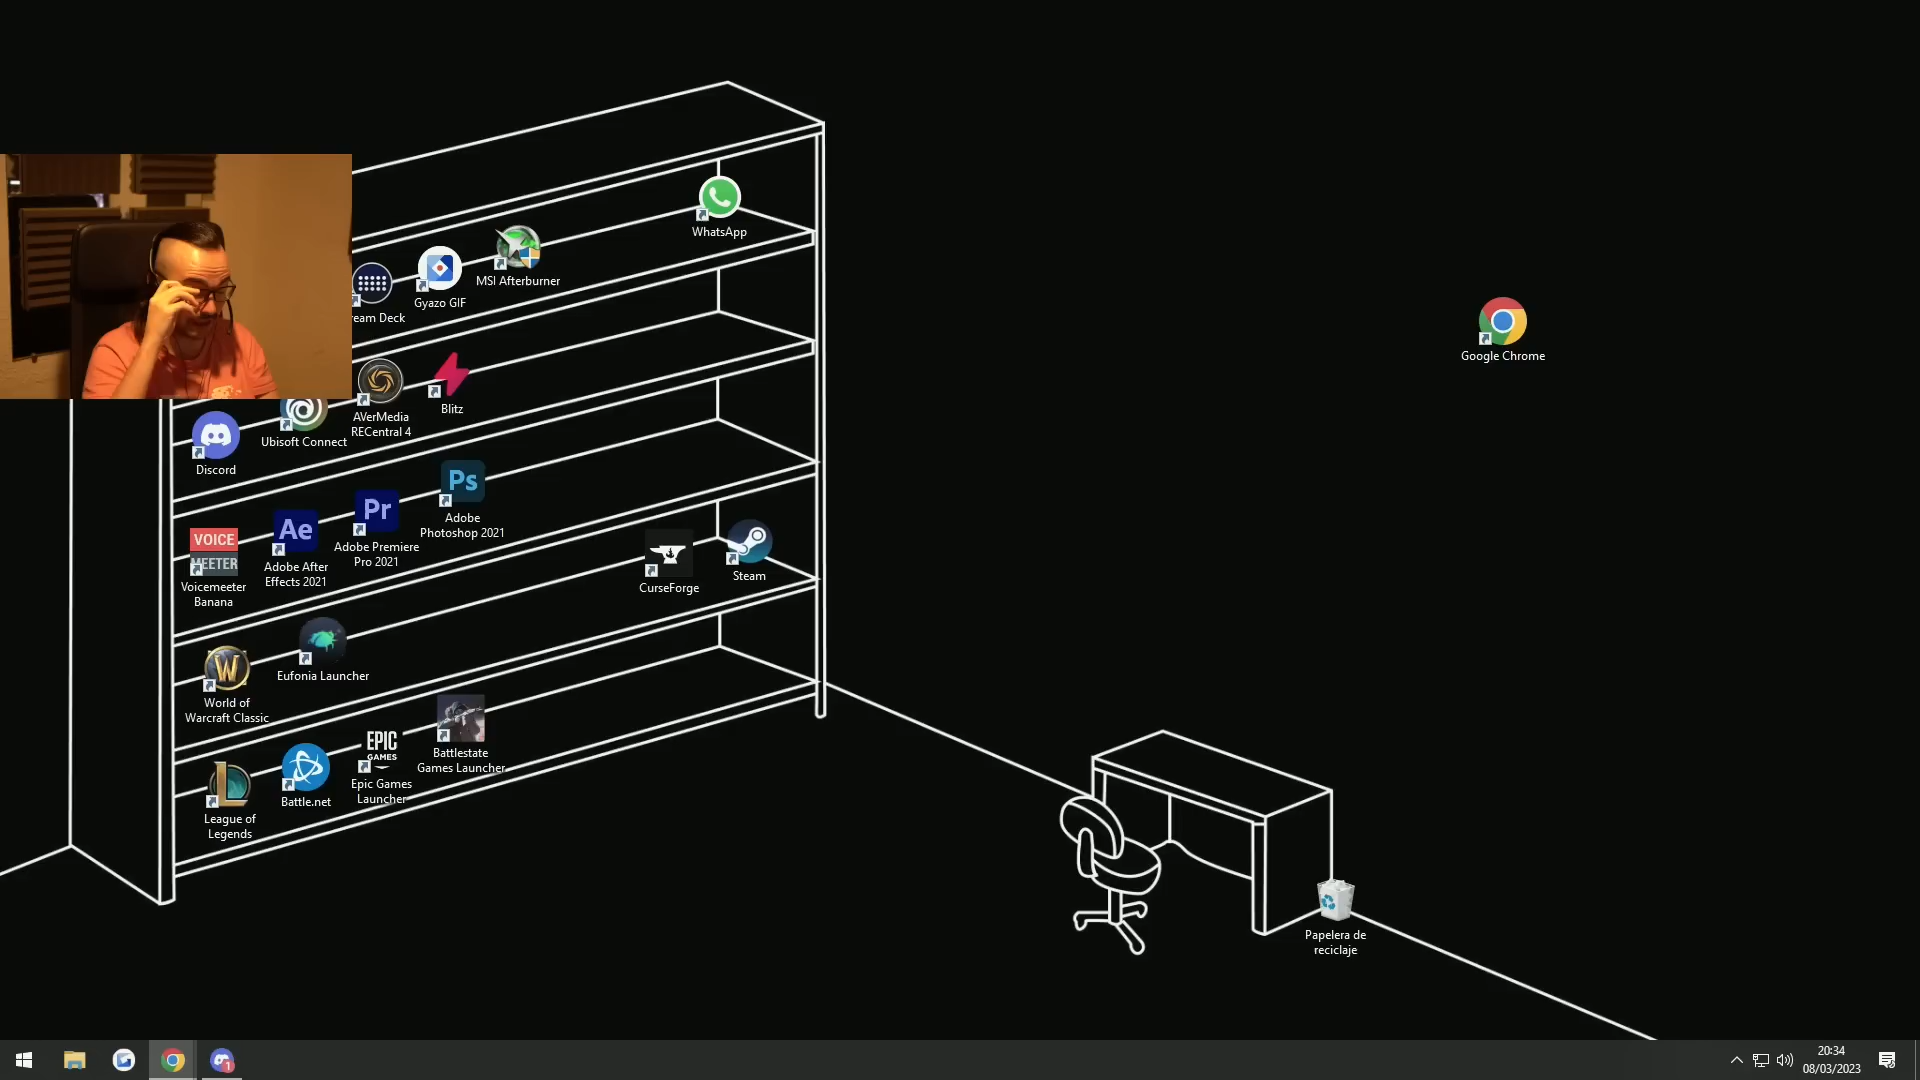 WhatsApp
MSI Afterburner
Gyazo GIF
ream Deck
Google Chrome
Blitz
AVerMedia
RECentral 4
Ubisoft Connect
Discord
Ps
Adobe
Photoshop 2021
Pr
Adobe Premiere
Pro 2021
Ae
Adobe After
Effects 2021
VOICE
MEETER
Voicemeeter
Banana
CurseForge
Steam
Eufonia Launcher
W
World of
Warcraft Classic
Battlestate
Games Launcher
EPIC
GAMES
Epic Games
Launcher
Battle.net
L
League of
Legends
Papelera de
reciclaje
1
20:34
08/03/2023